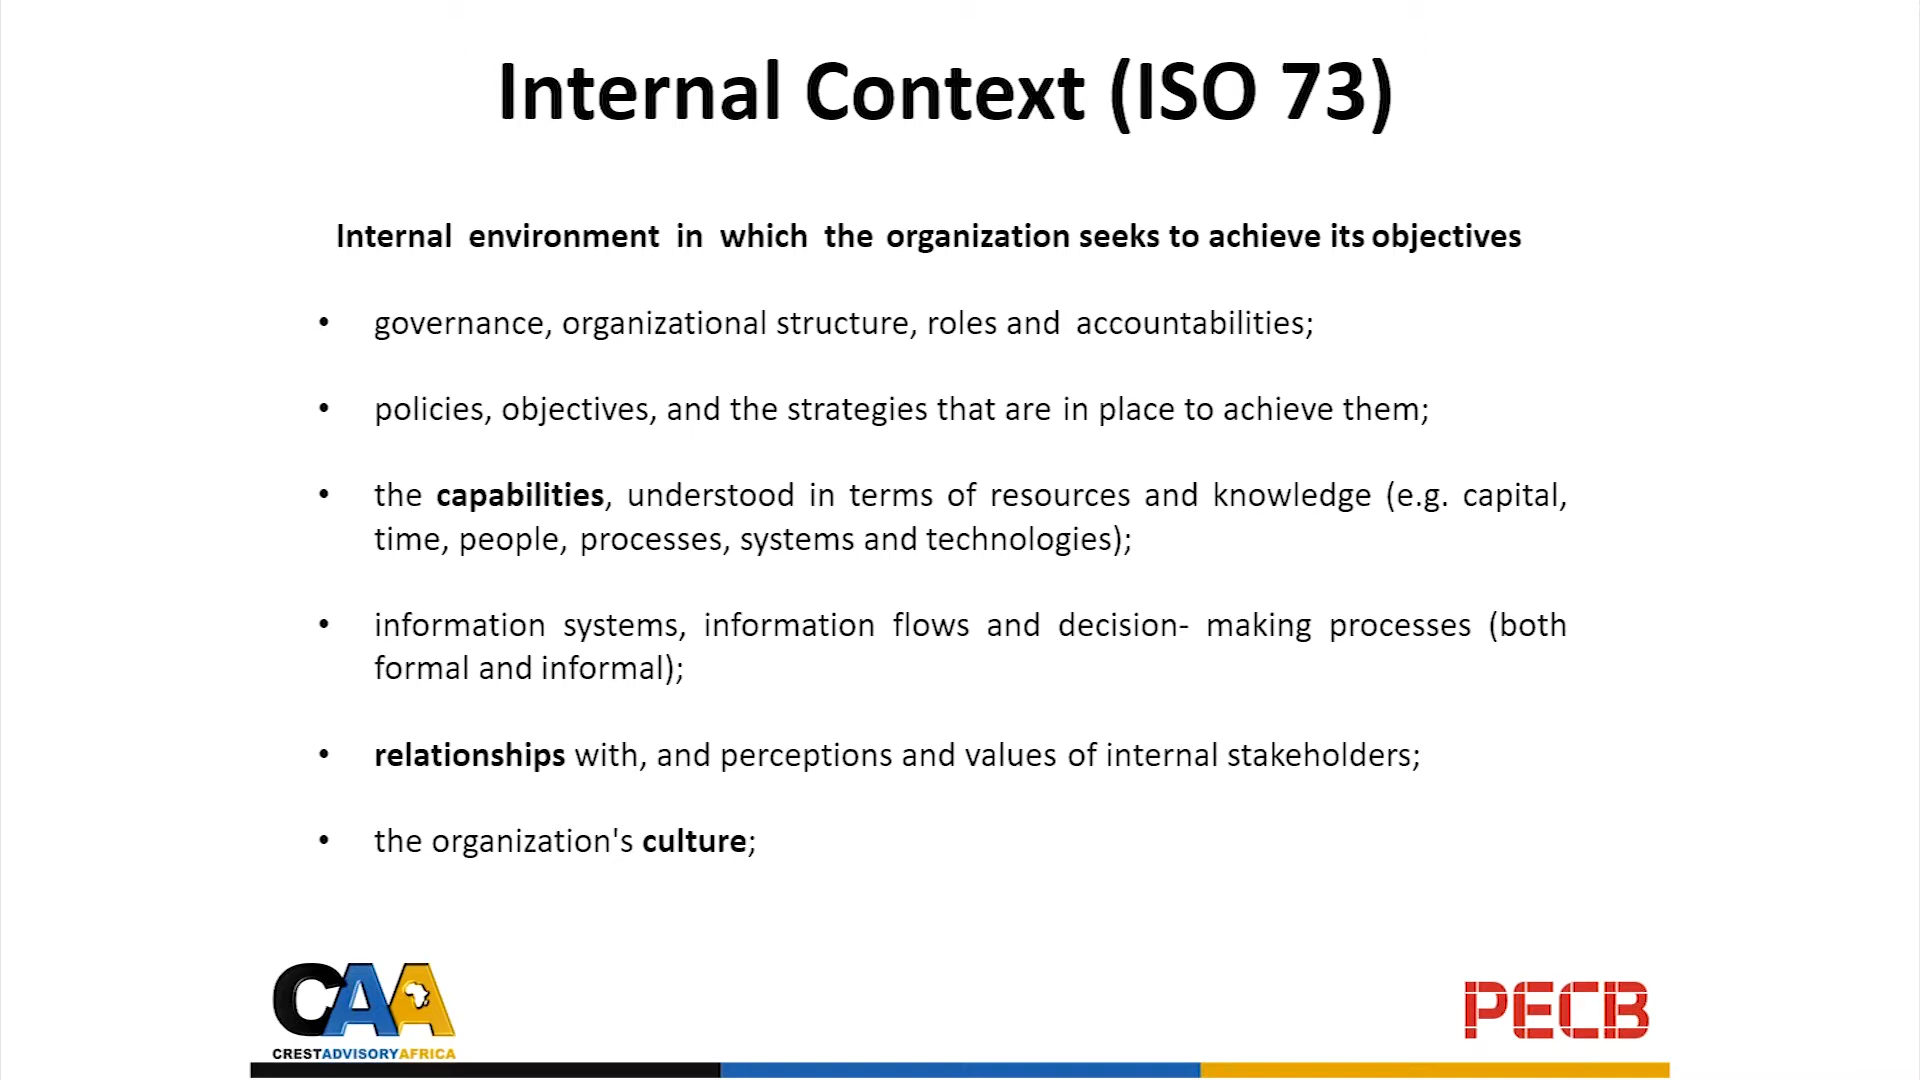 Internal Context (ISO 73)
Internal environment in which the organization seeks to achieve its objectives
• governance, organizational structure, roles and accountabilities;
• policies, objectives, and the strategies that are in place to achieve them;
• the capabilities, understood in terms of resources and knowledge (e.g. capital,
time, people, processes, systems and technologies);
• information systems, information flows and decision- making processes (both
formal and informal);
• relationships with, and perceptions and values of internal stakeholders;
• the organization's culture;
CAA
CRESTADVISORYAFRICA
PECB